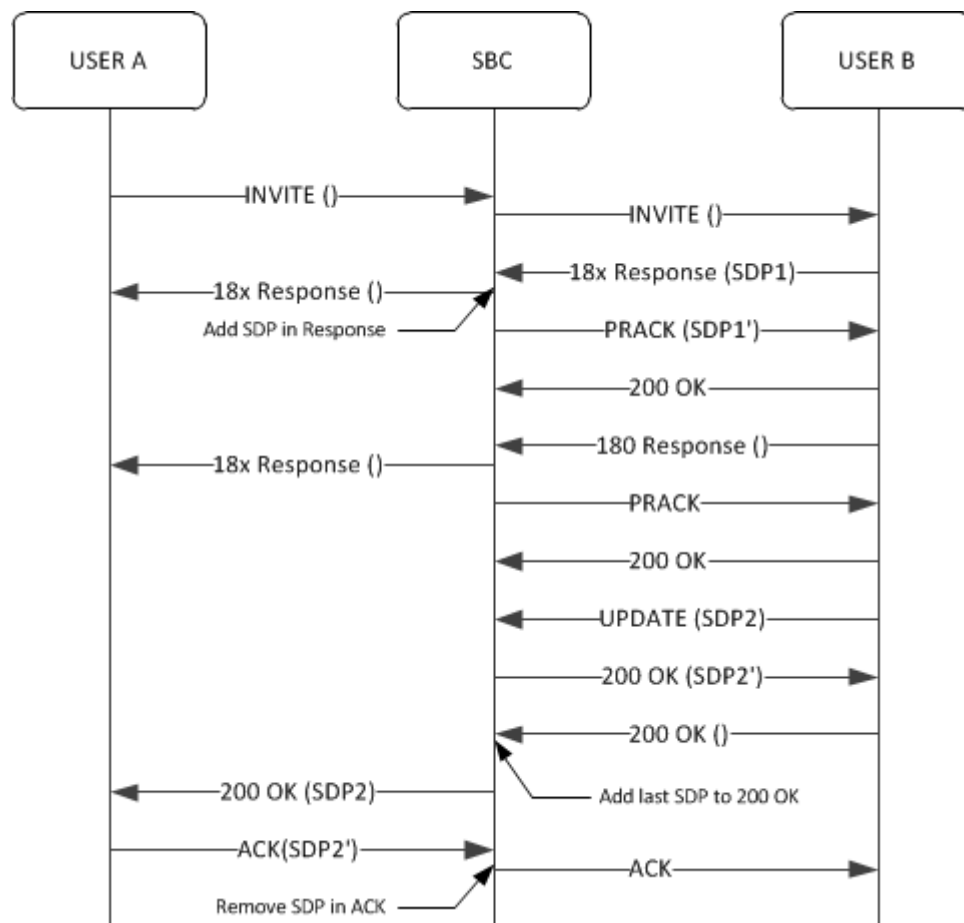 USER A
SBC
USER B
INVITE ()
INVITE ()
18x Response (SDP1)
18x Response ()
Add SDP in Response
PRACK (SDP1')
200 OK
180 Response ()
18x Response ()
PRACK
200 OK
UPDATE (SDP2)
200 OK (SDP2')
200 OK ()
200 OK (SDP2)
Add last SDP to 200 OK
ACK(SDP2')
ACK
Remove SDP in ACK